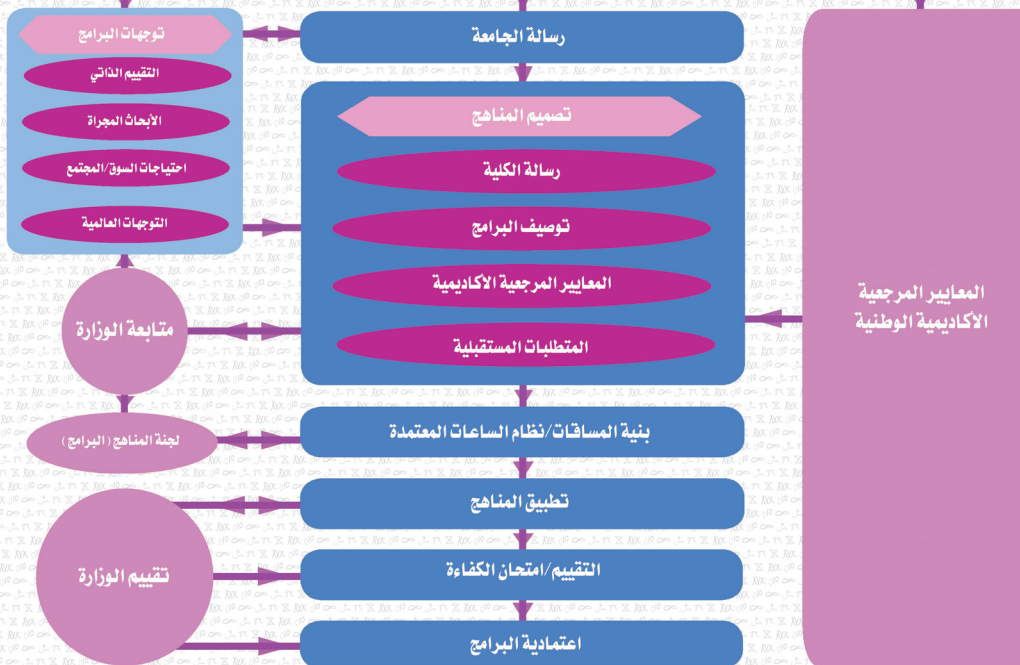 رسالة الجامعة
توجهات البرامج
التقييم الذاتي
الأبحاث المجراة
احتياجات السوق/المجتمع
التوجهات العالمية
تصميم المناهج
رسالة الكلية
توصيف البرامج
المعايير المرجعية الاكاديمية
المتطلبات المستقبلية
المعايير المرجعية
الأكاديمية الوطنية
متابعة الوزارة
بنية المساقات/نظام الساعات المعتمدة
لجنة المناهج (البرامج)
تطبيق المناهج
التقييم/امتحان الكفاءة
تقييم الوزارة
اعتمادية البرامج